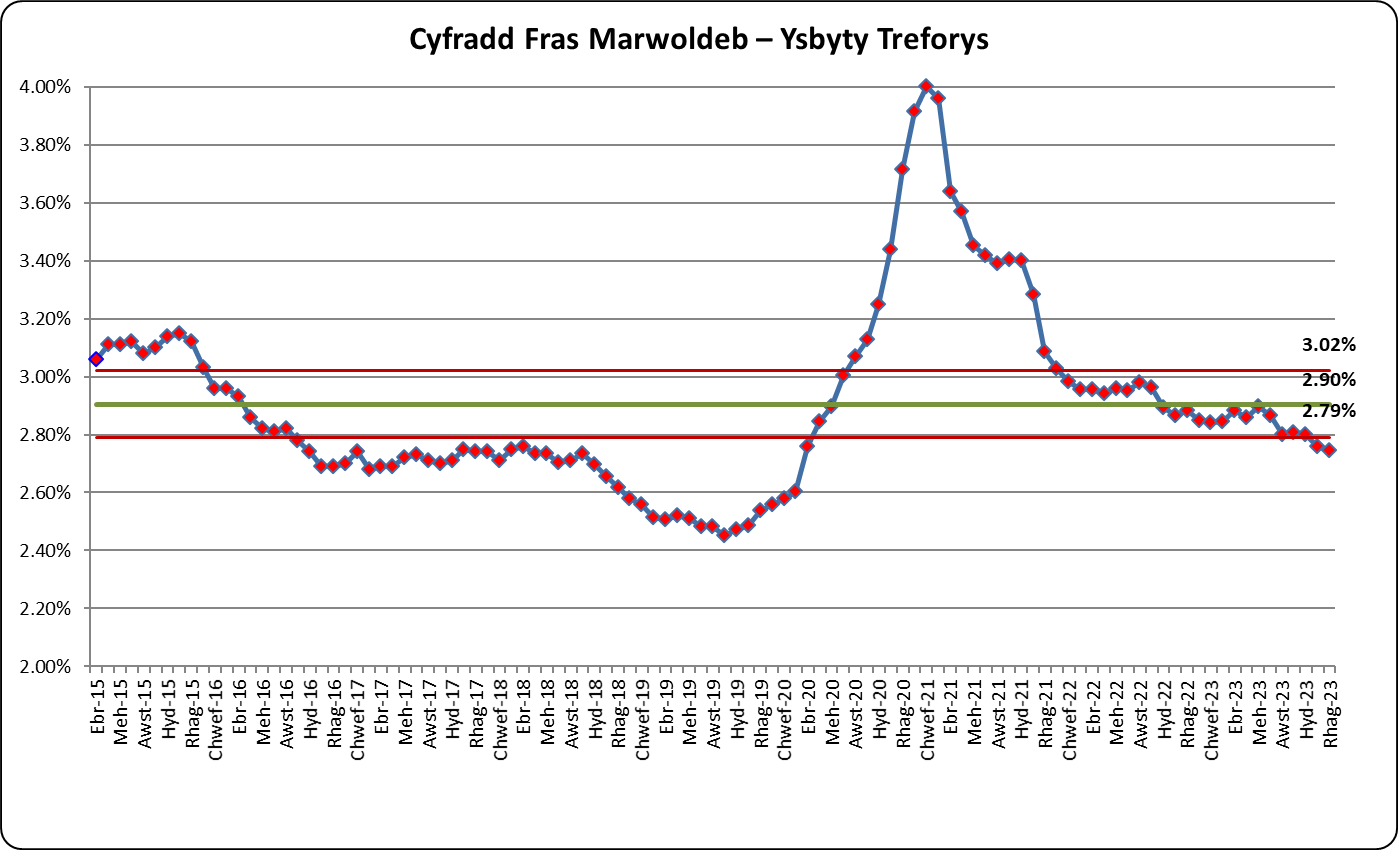 Cyfradd Fras Marwoldeb – Ysbyty Treforys
4.00%
3.80%
3.60%
3.40%
3.20%
3.00%
2.80%
2.60%
2.40%
2.20%
2.00%
3.02%
2.90%
2.79%
Ebr-15
Meh-15
Awst-15
Hyd-15
Rhag-15
Chwef-16
Ebr-16
Meh-16
Awst-16
Hyd-16
Rhag-16
Chwef-17
Ebr-17
Meh-17
Awst-17
Hyd-17
Rhag-17
Chwef-18
Ebr-18
Meh-18
Awst-18
Hyd-18
Rhag-18
Chwef-19
Ebr-19
Meh-19
Awst-19
Hyd-19
Rhag-19
Chwef-20
Ebr-20
Meh-20
Awst-20
Hyd-20
Rhag-20
Chwef-21
Ebr-21
Meh-21
Awst-21
Hyd-21
Rhag-21
Chwef-22
Ebr-22
Meh-22
Awst-22
Hyd-22
Rhag-22
Chwef-23
Ebr-23
Meh-23
Awst-23
Hyd-23
Rhag-23